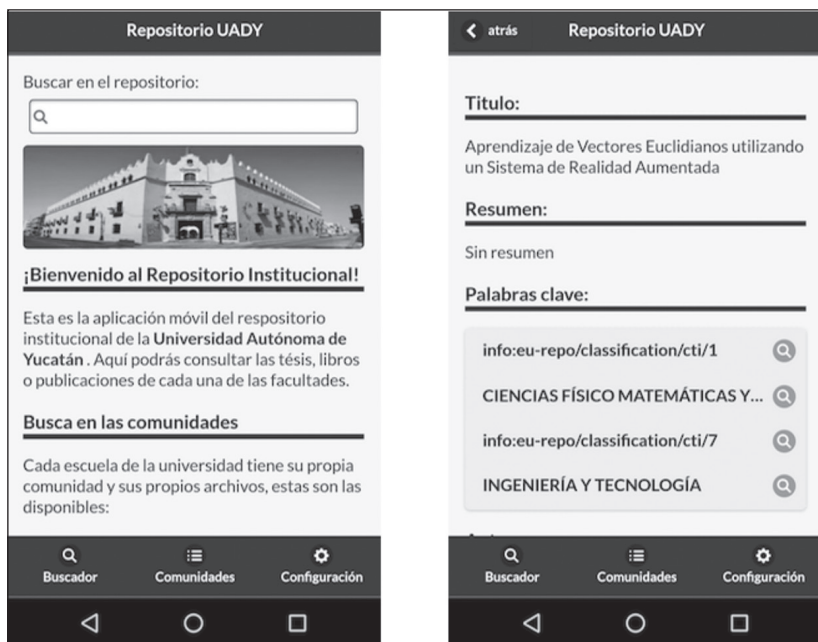 Repositorio UADY
Buscar en el repositorio:
¡Bienvenido al Repositorio Institucional!
Esta es la aplicación móvil del respositorio
institucional de la Universidad Autónoma de
Yucatán . Aquí podrás consultar las tésis, libros
o publicaciones de cada una de las facultades.
Busca en las comunidades
Cada escuela de la universidad tiene su propia
comunidad y sus propios archivos, estas son las
disponibles:
Buscador Comunidades Configuración
atrás Repositorio UADY
Titulo:
Aprendizaje de Vectores Euclidianos utilizando
un Sistema de Realidad Aumentada
Resumen:
Sin resumen
Palabras clave:
info:eu-repo/classification/cti/1
CIENCIAS FÍSICO MATEMÁTICAS Y...
info:eu-repo/classification/cti/7
INGENIERÍA Y TECNOLOGÍA
Buscador Comunidades Configuración